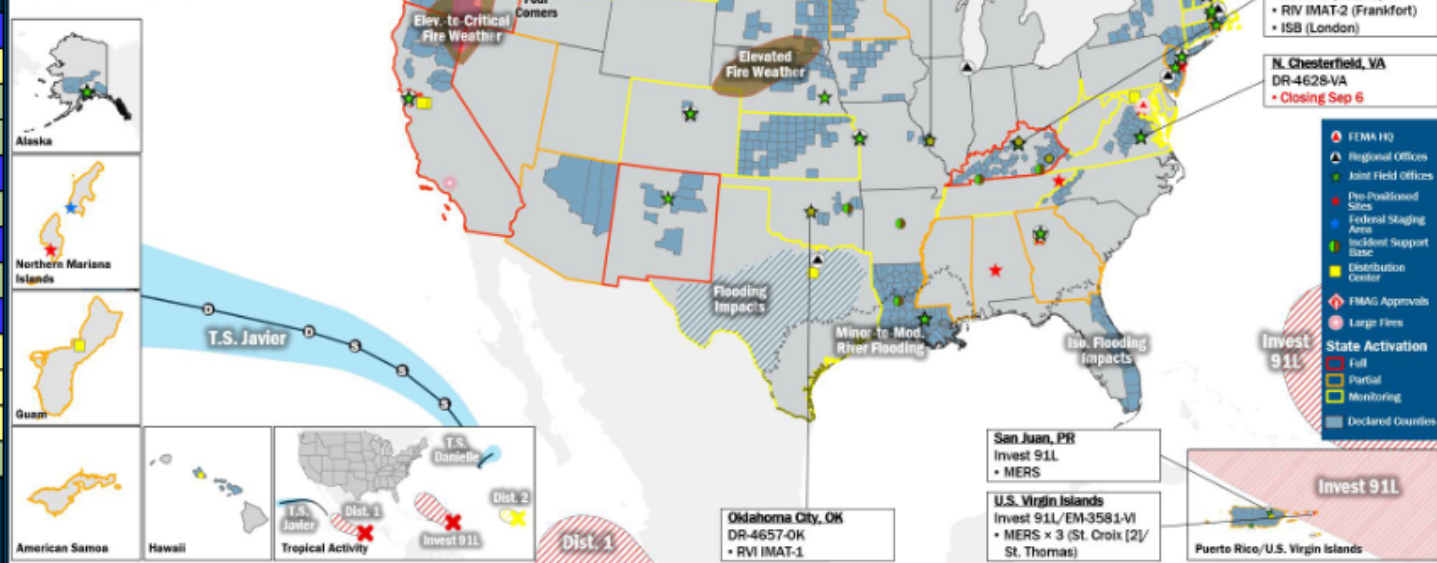 Four
Corners
Elev. to Critical
Fire Weather
Elevated
Fire Weather
• RIV IMAT-2 (Frankfort)
• ISB (London)
N. Chesterfield, VA
DR-4628-VA
• Closing Sep 6
Alaska
Northern Mariana
Islands
Guam
American Samoa
Hawaii
T.S. Javier
D
D
S
S
S
Flooding
Impacts
Minor to Mod.
River Flooding
Iso. Flooding
Impacts
Invest
91L
FEMA HQ
Regional Offices
Joint Field Offices
Pre-Positioned
Sites
Federal Staging
Area
Incident Support
Base
Distribution
Center
FMAG Approvals
Large Fires
State Activation
Full
Partial
Monitoring
Declared Counties
T.S.
Danielle
T.S.
Javier
Dist. 1
Invest 91L
Dist. 2
Tropical Activity
Dist. 1
Oklahoma City, OK
DR-4657-OK
• RVI IMAT-1
San Juan, PR
Invest 91L
• MERS
U.S. Virgin Islands
Invest 91L/EM-3581-VI
• MERS × 3 (St. Croix [2]/
St. Thomas)
Invest 91L
Puerto Rico/U.S. Virgin Islands